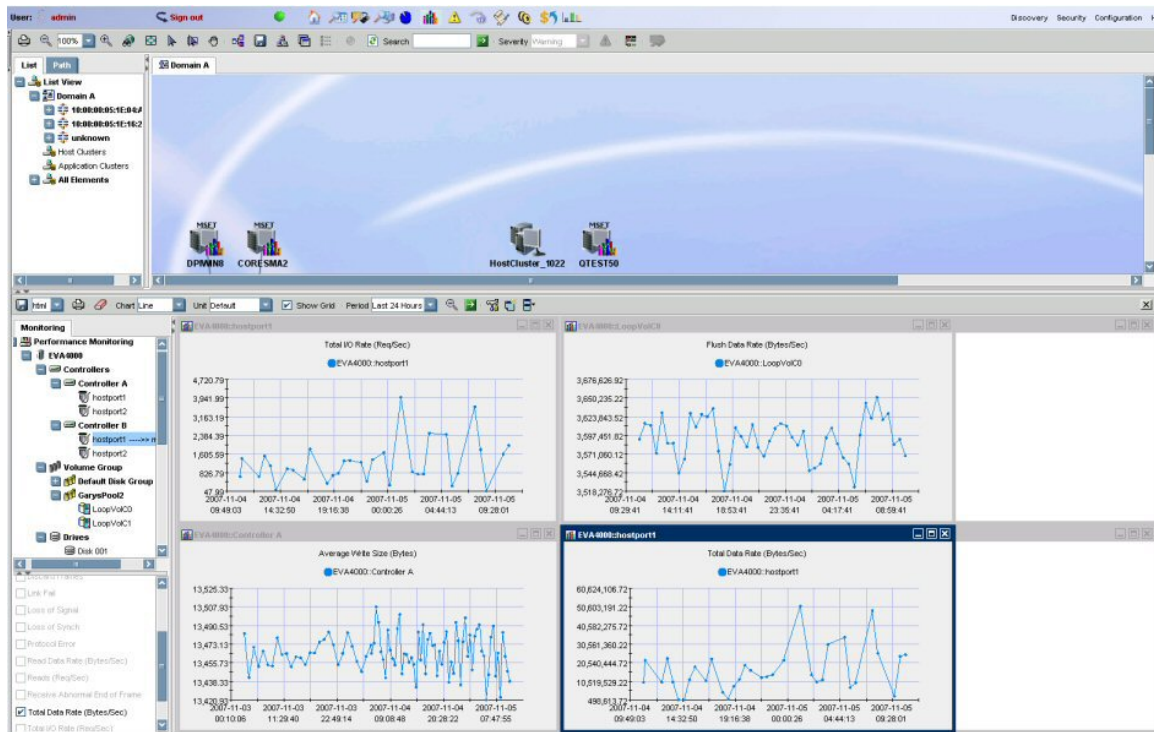 User: admin Sign out Discovery Security Configuration
100% Search Severity Warning
List Path Domain A
List View
Domain A
10:00:00:05:1E:04:A
10:00:00:05:1E:16:2
unknown
Host Clusters
Application Clusters
All Elements
MSET MSET MSET
DPMWIN8 CORESMA2 HostCluster_1022 QTEST50
html Chart Line Unit Default Show Grid Period Last 24 Hours
Monitoring
Performance Monitoring
EVA4000
Controllers
Controller A
hostport1
hostport2
Controller B
hostport1 ---->> n
hostport2
Volume Group
Default Disk Group
GarysPool2
LoopVolC0
LoopVolC1
Drives
Disk 001
Discard Frames
Link Fail
Loss of Signal
Loss of Synch
Protocol Error
Read Data Rate (Bytes/Sec)
Reads (Req/Sec)
Receive Abnormal End of Frame
Total Data Rate (Bytes/Sec)
Total I/O Rate (Req/Sec)
EVA4000::hostport1
Total I/O Rate (Req/Sec)
EVA4000::hostport1
4,720.79
3,941.99
3,163.19
2,384.39
1,605.59
826.79
47.99
2007-11-04 2007-11-04 2007-11-04 2007-11-05 2007-11-05 2007-11-05
09:49:03 14:32:50 19:16:38 00:00:26 04:44:13 09:28:01
EVA4000::LoopVolC0
Flush Data Rate (Bytes/Sec)
EVA4000::LoopVolC0
3,676,626.92
3,650,235.22
3,623,843.52
3,597,451.82
3,571,060.12
3,544,668.42
3,518,276.72
2007-11-04 2007-11-04 2007-11-04 2007-11-04 2007-11-05 2007-11-05
09:29:41 14:11:41 18:53:41 23:35:41 04:17:41 08:59:41
EVA4000::Controller A
Average Write Size (Bytes)
EVA4000::Controller A
13,525.33
13,507.93
13,490.53
13,473.13
13,455.73
13,438.33
13,420.93
2007-11-03 2007-11-03 2007-11-03 2007-11-04 2007-11-04 2007-11-05
00:10:06 11:29:40 22:49:14 09:08:48 20:28:22 07:47:55
EVA4000::hostport1
Total Data Rate (Bytes/Sec)
EVA4000::hostport1
60,624,106.72
50,603,191.22
40,582,275.72
30,561,360.22
20,540,444.72
10,519,529.22
498,613.72
2007-11-04 2007-11-04 2007-11-04 2007-11-05 2007-11-05 2007-11-05
09:49:03 14:32:50 19:16:38 00:00:26 04:44:13 09:28:01